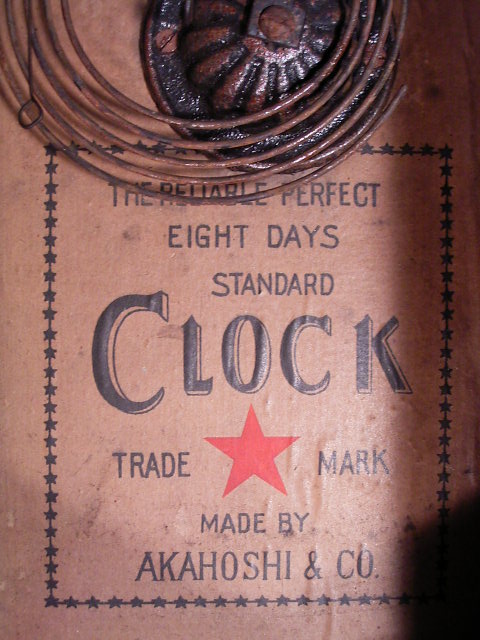 THE RELIABLE PERFECT
EIGHT DAYS
STANDARD
CLOCK
TRADE MARK
MADE BY
AKAHOSHI & CO.